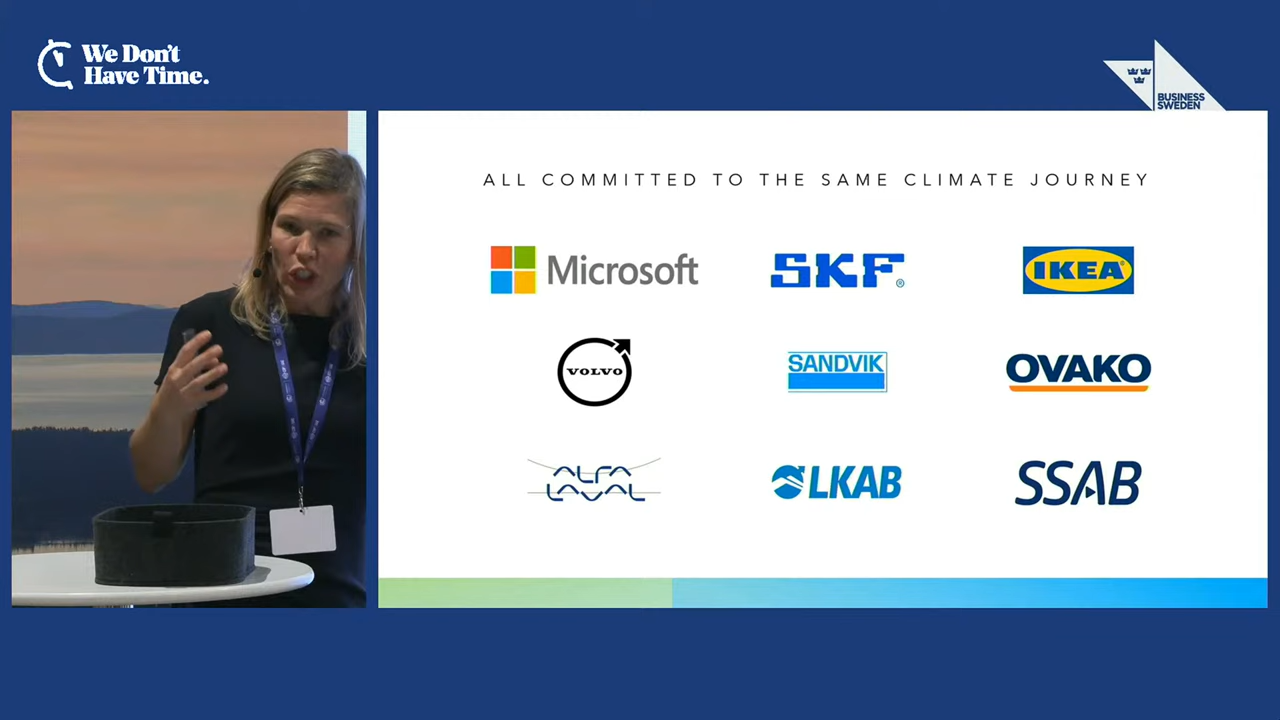 We Don't
Have Time.
BUSINESS
SWEDEN
ALL COMMITTED TO THE SAME CLIMATE JOURNEY
Microsoft
SKF®
IKEA®
VOLVO
SANDVIK
OVAKO
ALFA
LAVAL
LKAB
SSAB